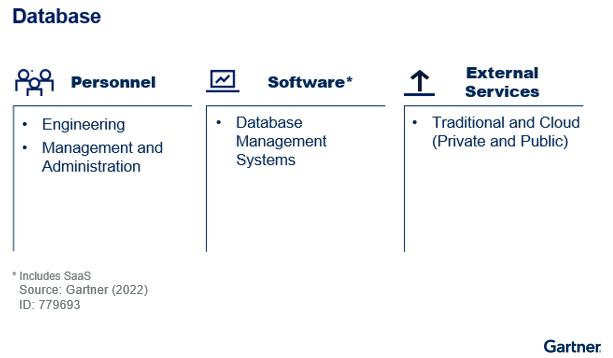 Database
Personnel
• Engineering
• Management and
Administration
Software*
• Database
Management
Systems
External
Services
• Traditional and Cloud
(Private and Public)
* Includes SaaS
Source: Gartner (2022)
ID: 779693
Gartner